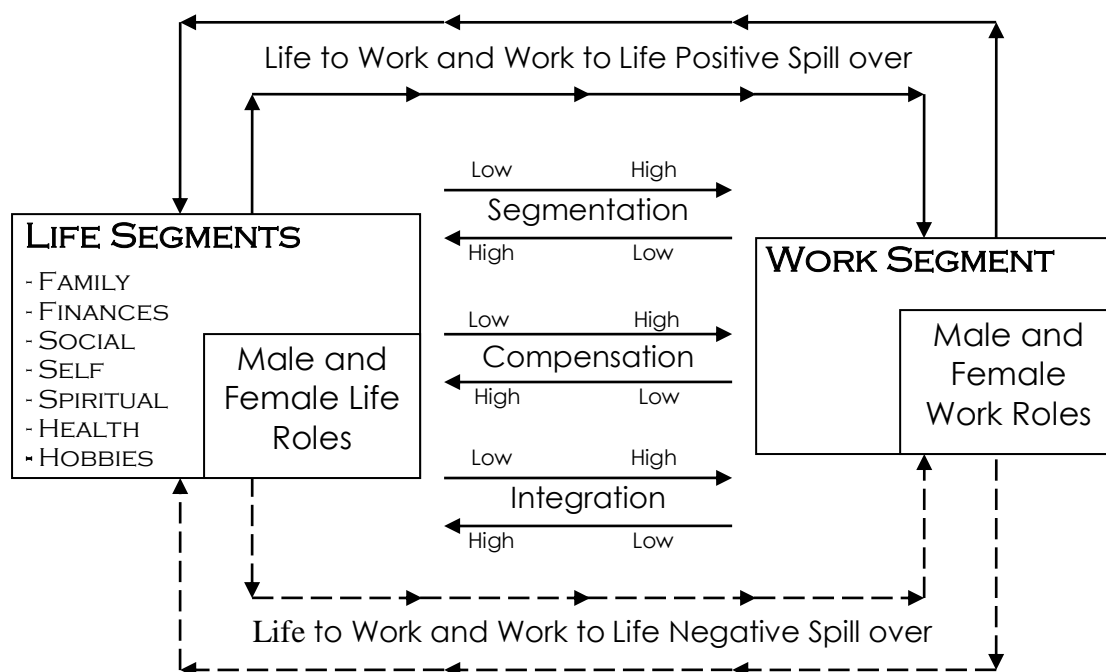 Life to Work and Work to Life Positive Spill over
Low High
Segmentation
High Low
LIFE SEGMENTS
- FAMILY
- FINANCES
- SOCIAL
- SELF
- SPIRITUAL
- HEALTH
- HOBBIES
Male and
Female Life
Roles
Low High
Compensation
High Low
Low High
Integration
High Low
WORK SEGMENT
Male and
Female
Work Roles
Life to Work and Work to Life Negative Spill over